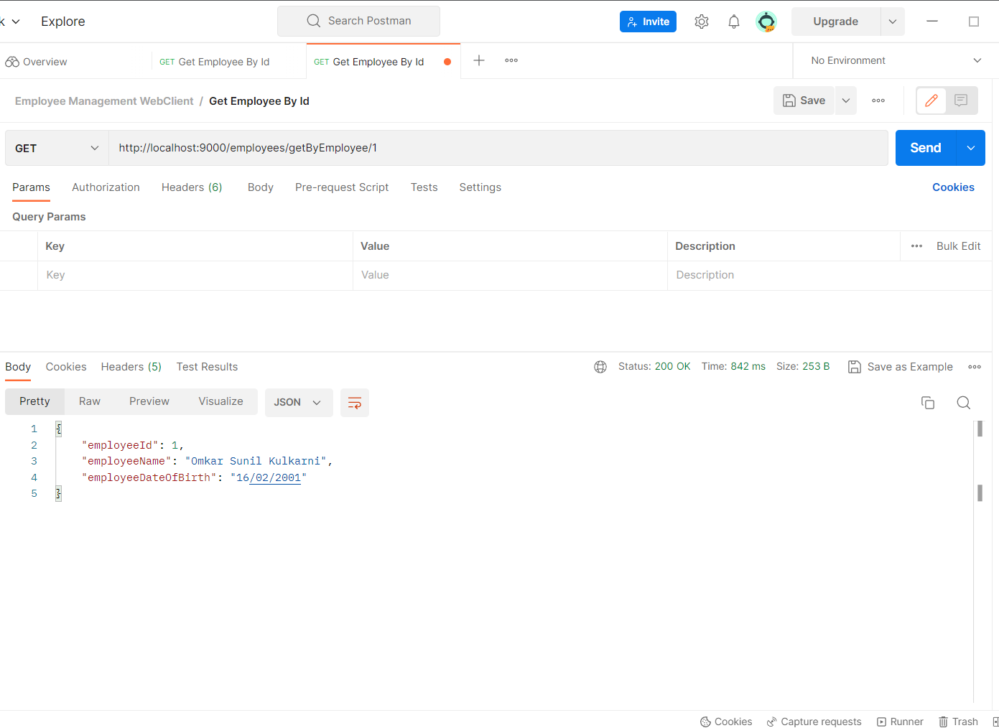 k Explore Search Postman Invite Upgrade
Overview GET Get Employee By Id GET Get Employee By Id No Environment
Employee Management WebClient / Get Employee By Id Save
GET http://localhost:9000/employees/getByEmployee/1 Send
Params Authorization Headers (6) Body Pre-request Script Tests Settings Cookies
Query Params
Key Value Description Bulk Edit
Key Value Description
Body Cookies Headers (5) Test Results Status: 200 OK Time: 842 ms Size: 253 B Save as Example
Pretty Raw Preview Visualize JSON
1 {
2 "employeeId": 1,
3 "employeeName": "Omkar Sunil Kulkarni",
4 "employeeDateOfBirth": "16/02/2001"
5 }
Cookies Capture requests Runner Trash